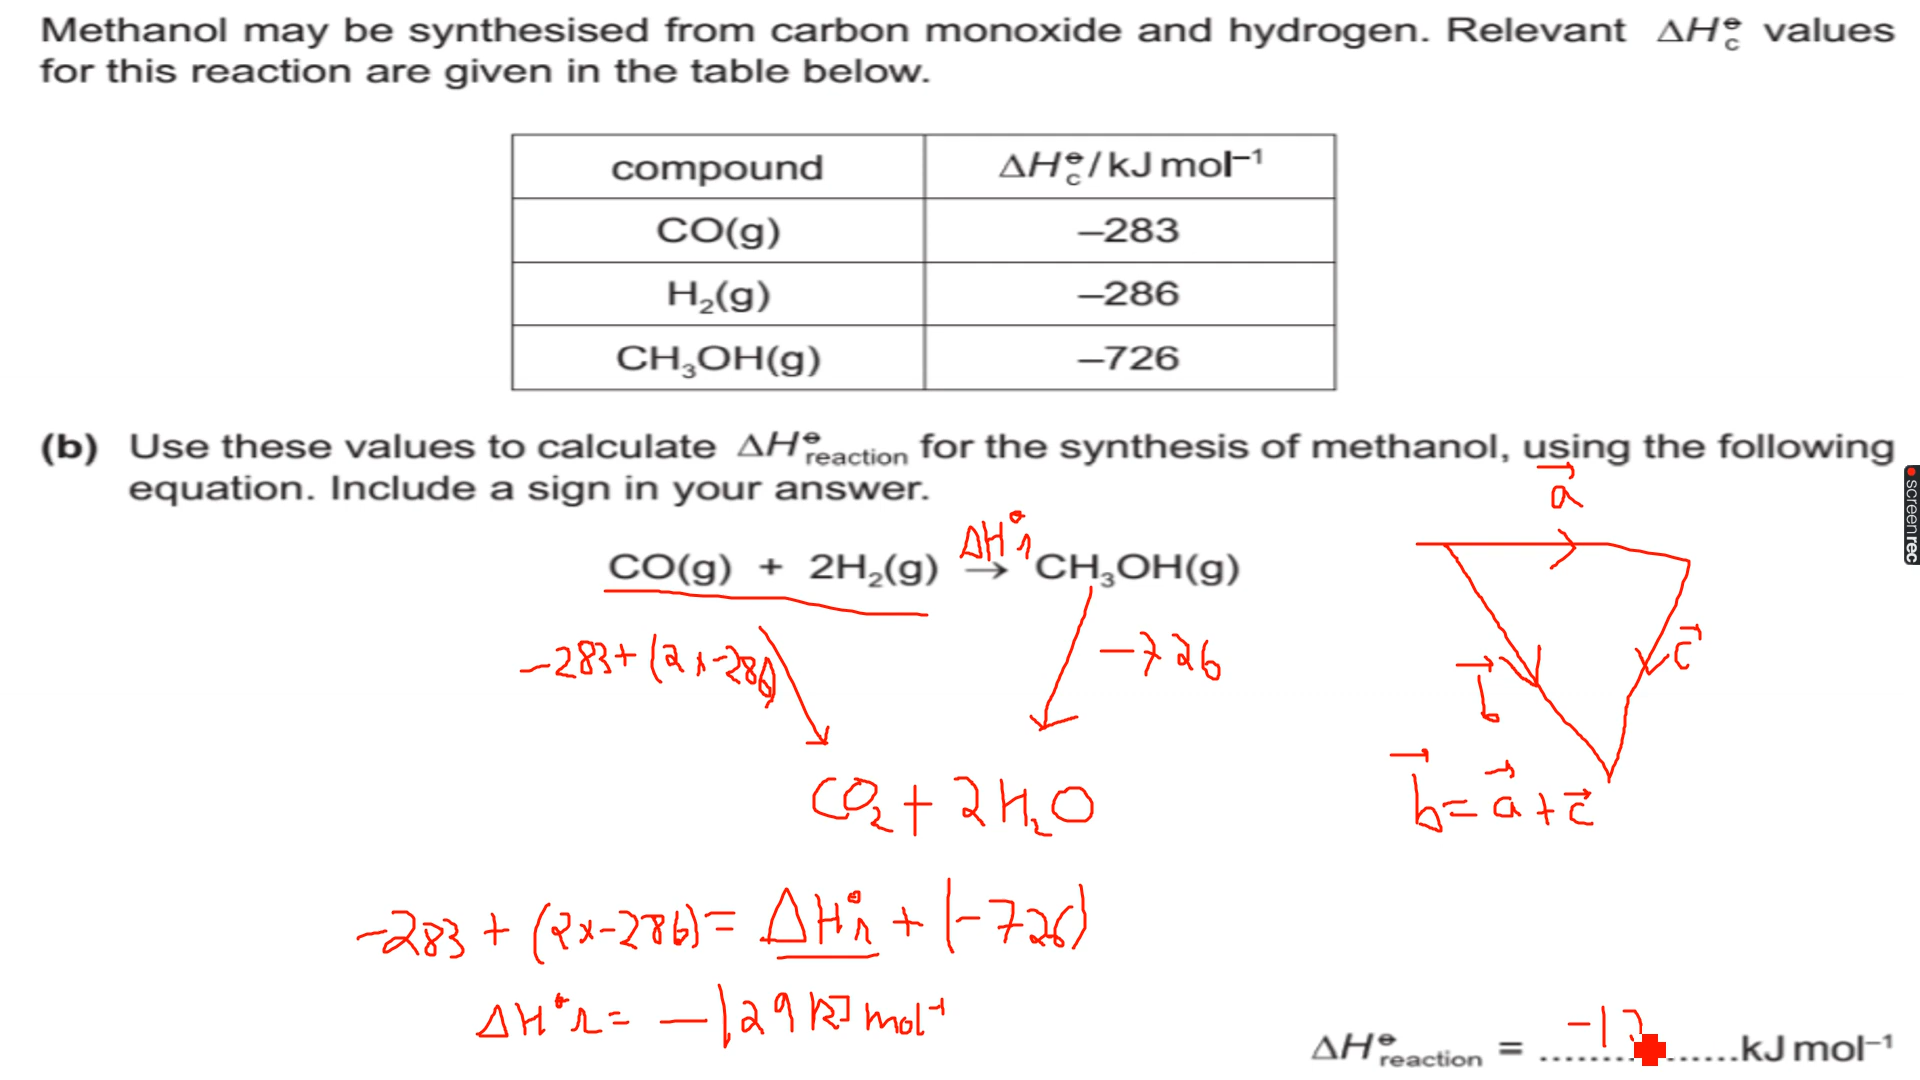 Methanol may be synthesised from carbon monoxide and hydrogen. Relevant ΔH⦵c values
for this reaction are given in the table below.
compound ΔH⦵c / kJ mol⁻¹
CO(g) –283
H₂(g) –286
CH₃OH(g) –726
(b) Use these values to calculate ΔH⦵reaction for the synthesis of methanol, using the following
equation. Include a sign in your answer.
a⃗
ΔH°r
CO(g) + 2H₂(g) → CH₃OH(g)
-283+(2x-286) -726
c⃗
b⃗
CO₂ + 2H₂O
b⃗ = a⃗ + c⃗
-283 + (2x-286) = ΔH°r + (-726)
ΔH°r = -129 kJ mol⁻¹
ΔH⦵reaction = ............... kJ mol⁻¹
screenrec